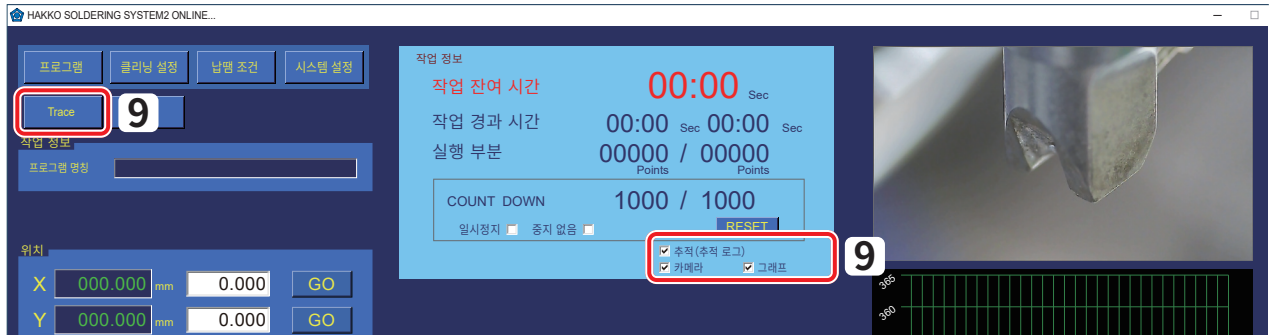 HAKKO SOLDERING SYSTEM2 ONLINE...
프로그램 클리닝 설정 납땜 조건 시스템 설정
Trace 9
작업 정보
프로그램 명칭
위치
X 000.000 mm 0.000 GO
Y 000.000 mm 0.000 GO
작업 정보
작업 잔여 시간 00:00 Sec
작업 경과 시간 00:00 Sec 00:00 Sec
실행 부분 00000 / 00000
Points Points
COUNT DOWN 1000 / 1000
일시정지 중지 없음 RESET
추적(추적 로그)
카메라 그래프
9
365
360